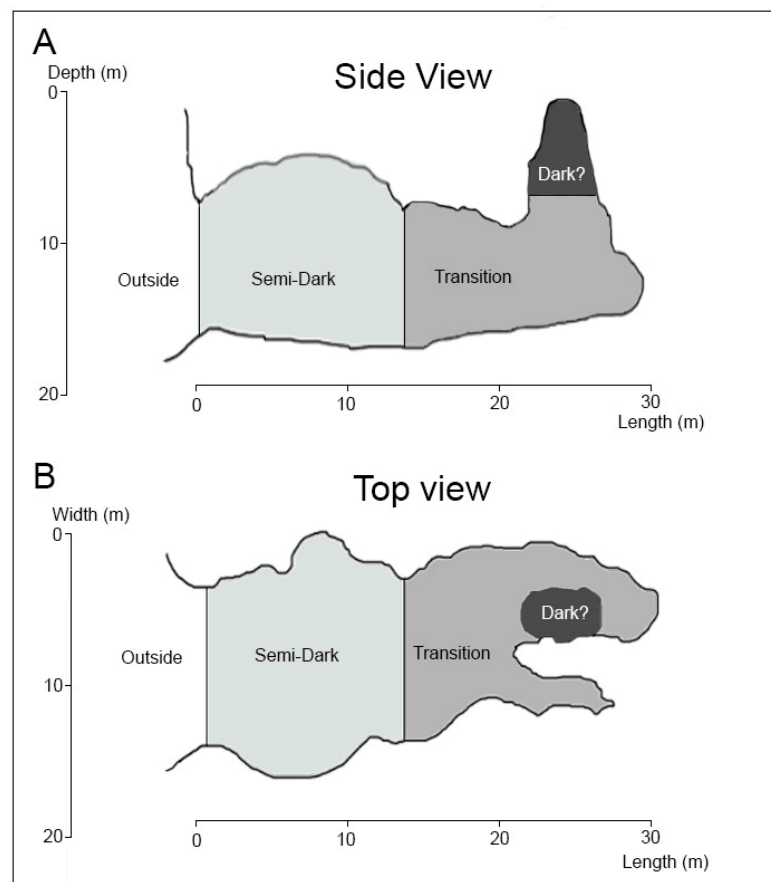 A
Side View
Depth (m)
0
Dark?
10
Outside
Semi-Dark
Transition
20
0
10
20
30
Length (m)
B
Top view
Width (m)
0
Dark?
Outside
Semi-Dark
Transition
10
0
10
20
30
20
Length (m)